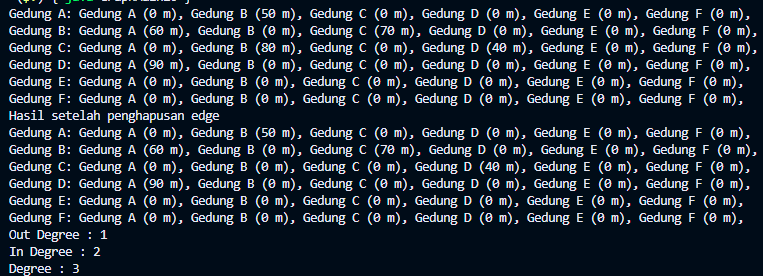 Gedung A: Gedung A (0 m), Gedung B (50 m), Gedung C (0 m), Gedung D (0 m), Gedung E (0 m), Gedung F (0 m),
Gedung B: Gedung A (60 m), Gedung B (0 m), Gedung C (70 m), Gedung D (0 m), Gedung E (0 m), Gedung F (0 m),
Gedung C: Gedung A (0 m), Gedung B (80 m), Gedung C (0 m), Gedung D (40 m), Gedung E (0 m), Gedung F (0 m),
Gedung D: Gedung A (90 m), Gedung B (0 m), Gedung C (0 m), Gedung D (0 m), Gedung E (0 m), Gedung F (0 m),
Gedung E: Gedung A (0 m), Gedung B (0 m), Gedung C (0 m), Gedung D (0 m), Gedung E (0 m), Gedung F (0 m),
Gedung F: Gedung A (0 m), Gedung B (0 m), Gedung C (0 m), Gedung D (0 m), Gedung E (0 m), Gedung F (0 m),
Hasil setelah penghapusan edge
Gedung A: Gedung A (0 m), Gedung B (50 m), Gedung C (0 m), Gedung D (0 m), Gedung E (0 m), Gedung F (0 m),
Gedung B: Gedung A (60 m), Gedung B (0 m), Gedung C (70 m), Gedung D (0 m), Gedung E (0 m), Gedung F (0 m),
Gedung C: Gedung A (0 m), Gedung B (0 m), Gedung C (0 m), Gedung D (40 m), Gedung E (0 m), Gedung F (0 m),
Gedung D: Gedung A (90 m), Gedung B (0 m), Gedung C (0 m), Gedung D (0 m), Gedung E (0 m), Gedung F (0 m),
Gedung E: Gedung A (0 m), Gedung B (0 m), Gedung C (0 m), Gedung D (0 m), Gedung E (0 m), Gedung F (0 m),
Gedung F: Gedung A (0 m), Gedung B (0 m), Gedung C (0 m), Gedung D (0 m), Gedung E (0 m), Gedung F (0 m),
Out Degree : 1
In Degree : 2
Degree : 3